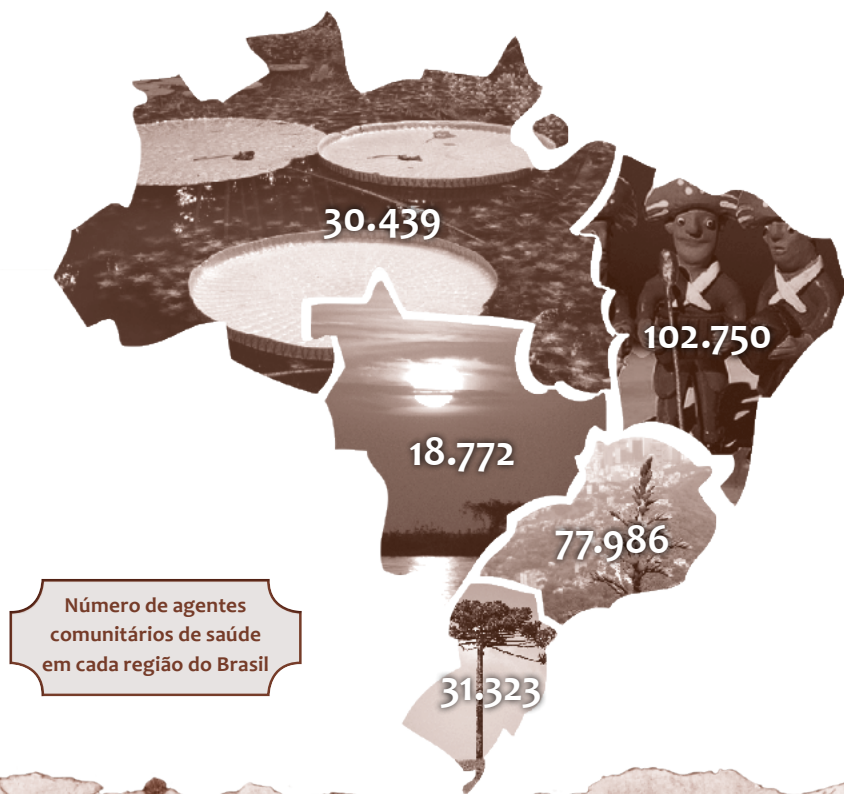 30.439
102.750
18.772
77.986
Número de agentes
comunitários de saúde
em cada região do Brasil
31.323